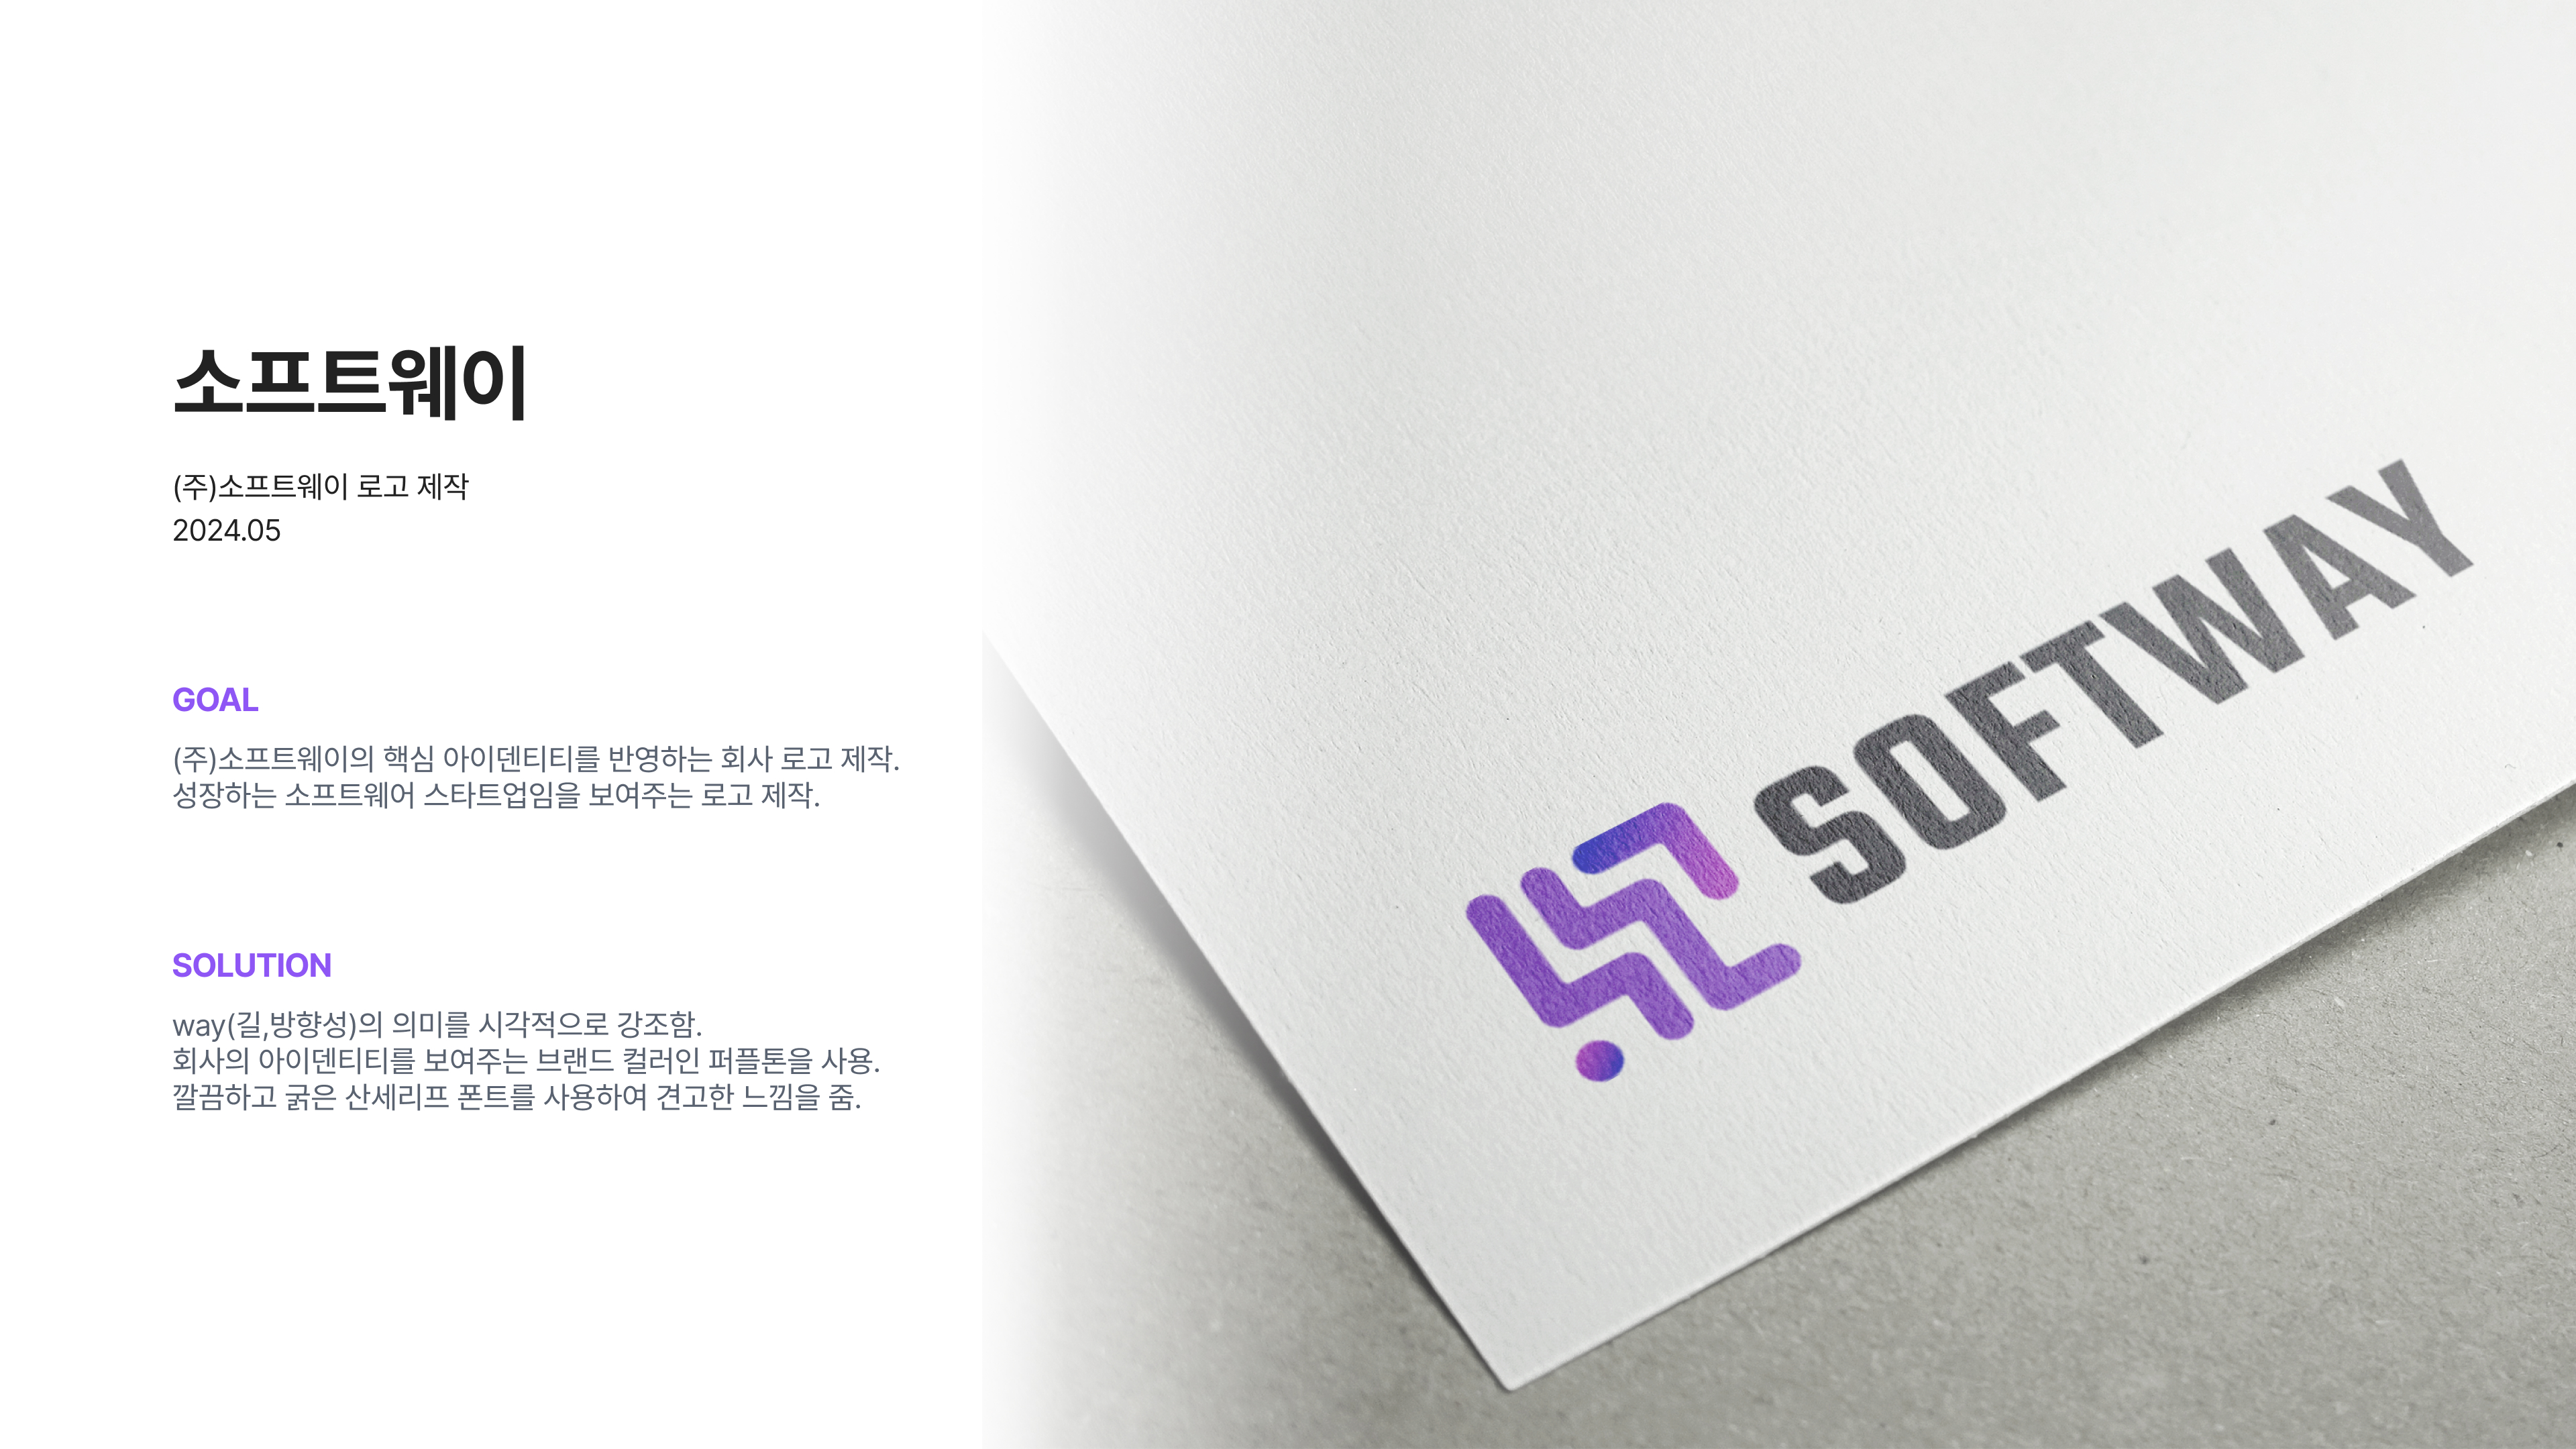 소프트웨이
(주)소프트웨이 로고 제작
2024.05
GOAL
(주)소프트웨이의 핵심 아이덴티티를 반영하는 회사 로고 제작.
성장하는 소프트웨어 스타트업임을 보여주는 로고 제작.
SOLUTION
way(길,방향성)의 의미를 시각적으로 강조함.
회사의 아이덴티티를 보여주는 브랜드 컬러인 퍼플톤을 사용.
깔끔하고 굵은 산세리프 폰트를 사용하여 견고한 느낌을 줌.
SOFTWAY